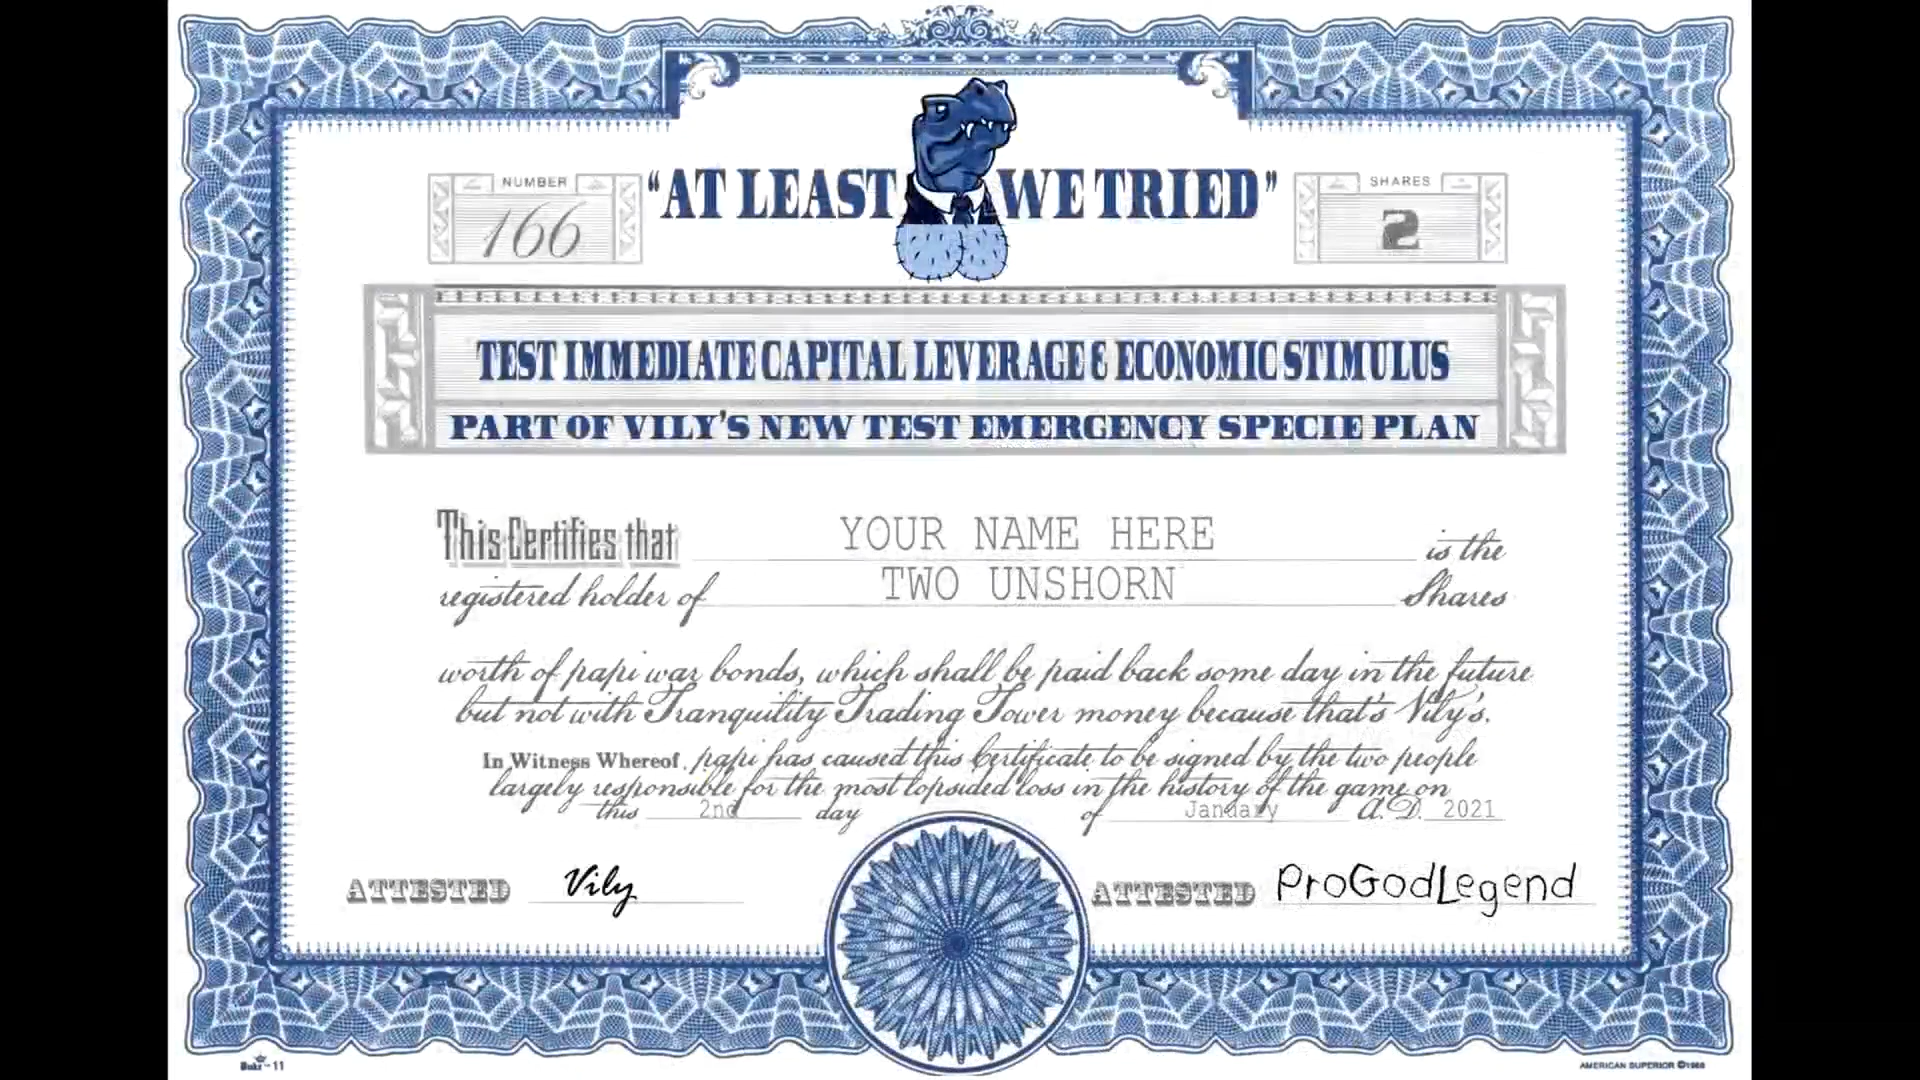 "AT LEAST WE TRIED"
NUMBER
166
SHARES
2
TEST IMMEDIATE CAPITAL LEVERAGE & ECONOMIC STIMULUS
PART OF VILY'S NEW TEST EMERGENCY SPECIE PLAN
This Certifies that YOUR NAME HERE is the
registered holder of TWO UNSHORN Shares
worth of papi war bonds, which shall be paid back some day in the future
but not with Tranquility Trading Tower money because that's Vily's.
In Witness Whereof, papi has caused this Certificate to be signed by the two people
largely responsible for the most lopsided loss in the history of the game on
this 2nd day of January A.D. 2021
ATTESTED Vily
ATTESTED ProGodLegend
11
AMERICAN SUPERIOR ©